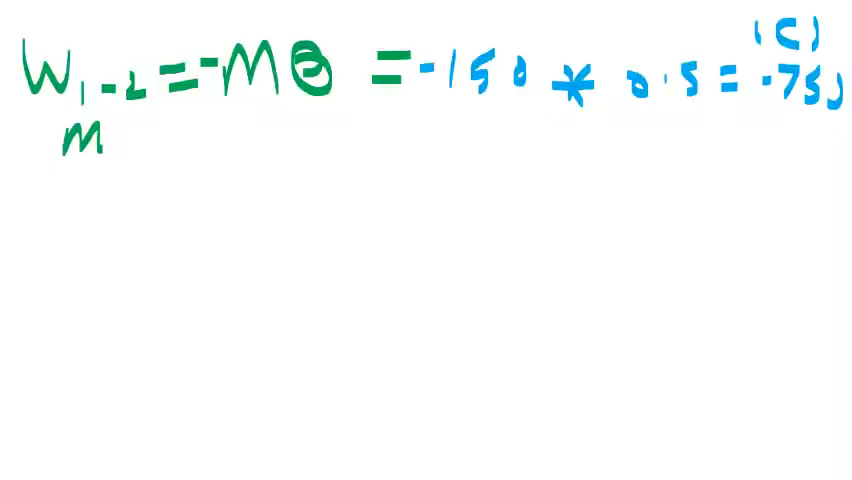 (C)
W₁₋₂ = -Mθ = -150 * 0.5 = -75J
M